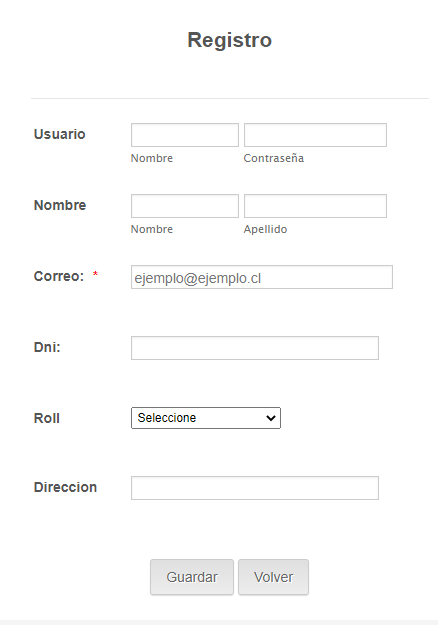 Registro
Usuario
Nombre Contraseña
Nombre
Nombre Apellido
Correo: * ejemplo@ejemplo.cl
Dni:
Roll Seleccione
Direccion
Guardar Volver